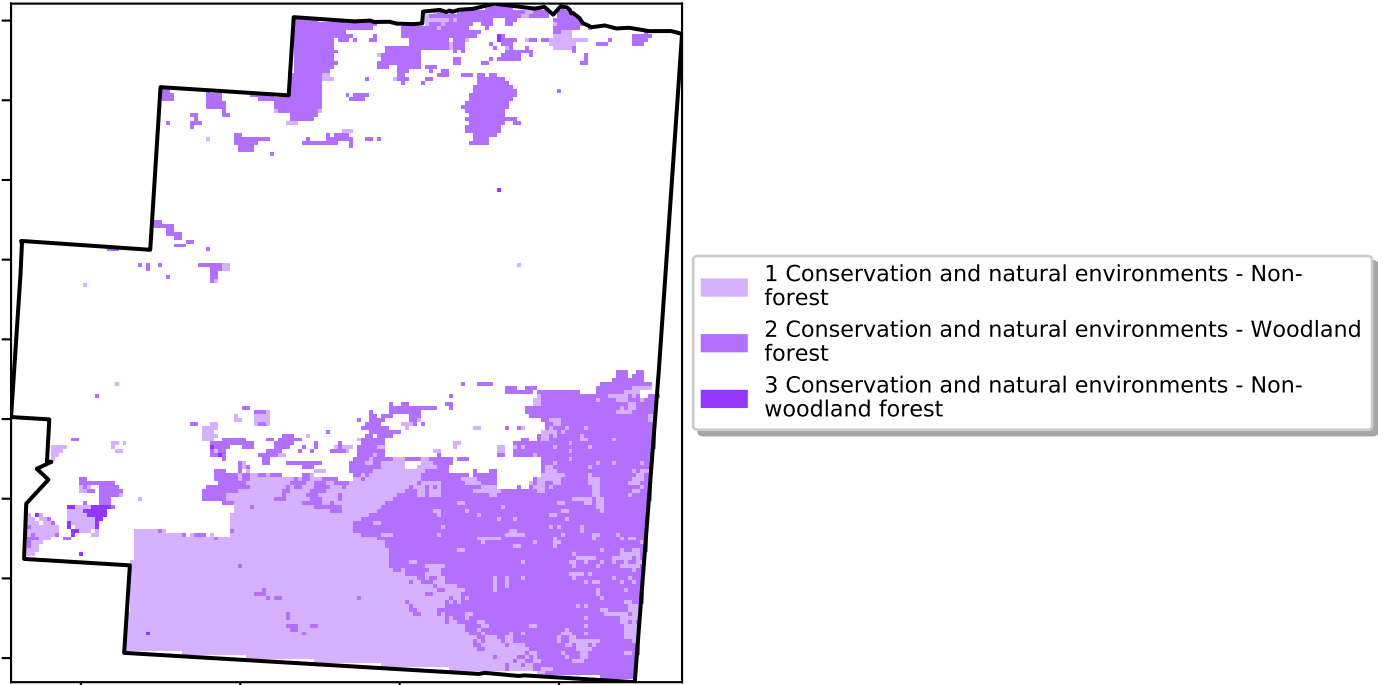 1 Conservation and natural environments - Non-
forest
2 Conservation and natural environments - Woodland
forest
3 Conservation and natural environments - Non-
woodland forest